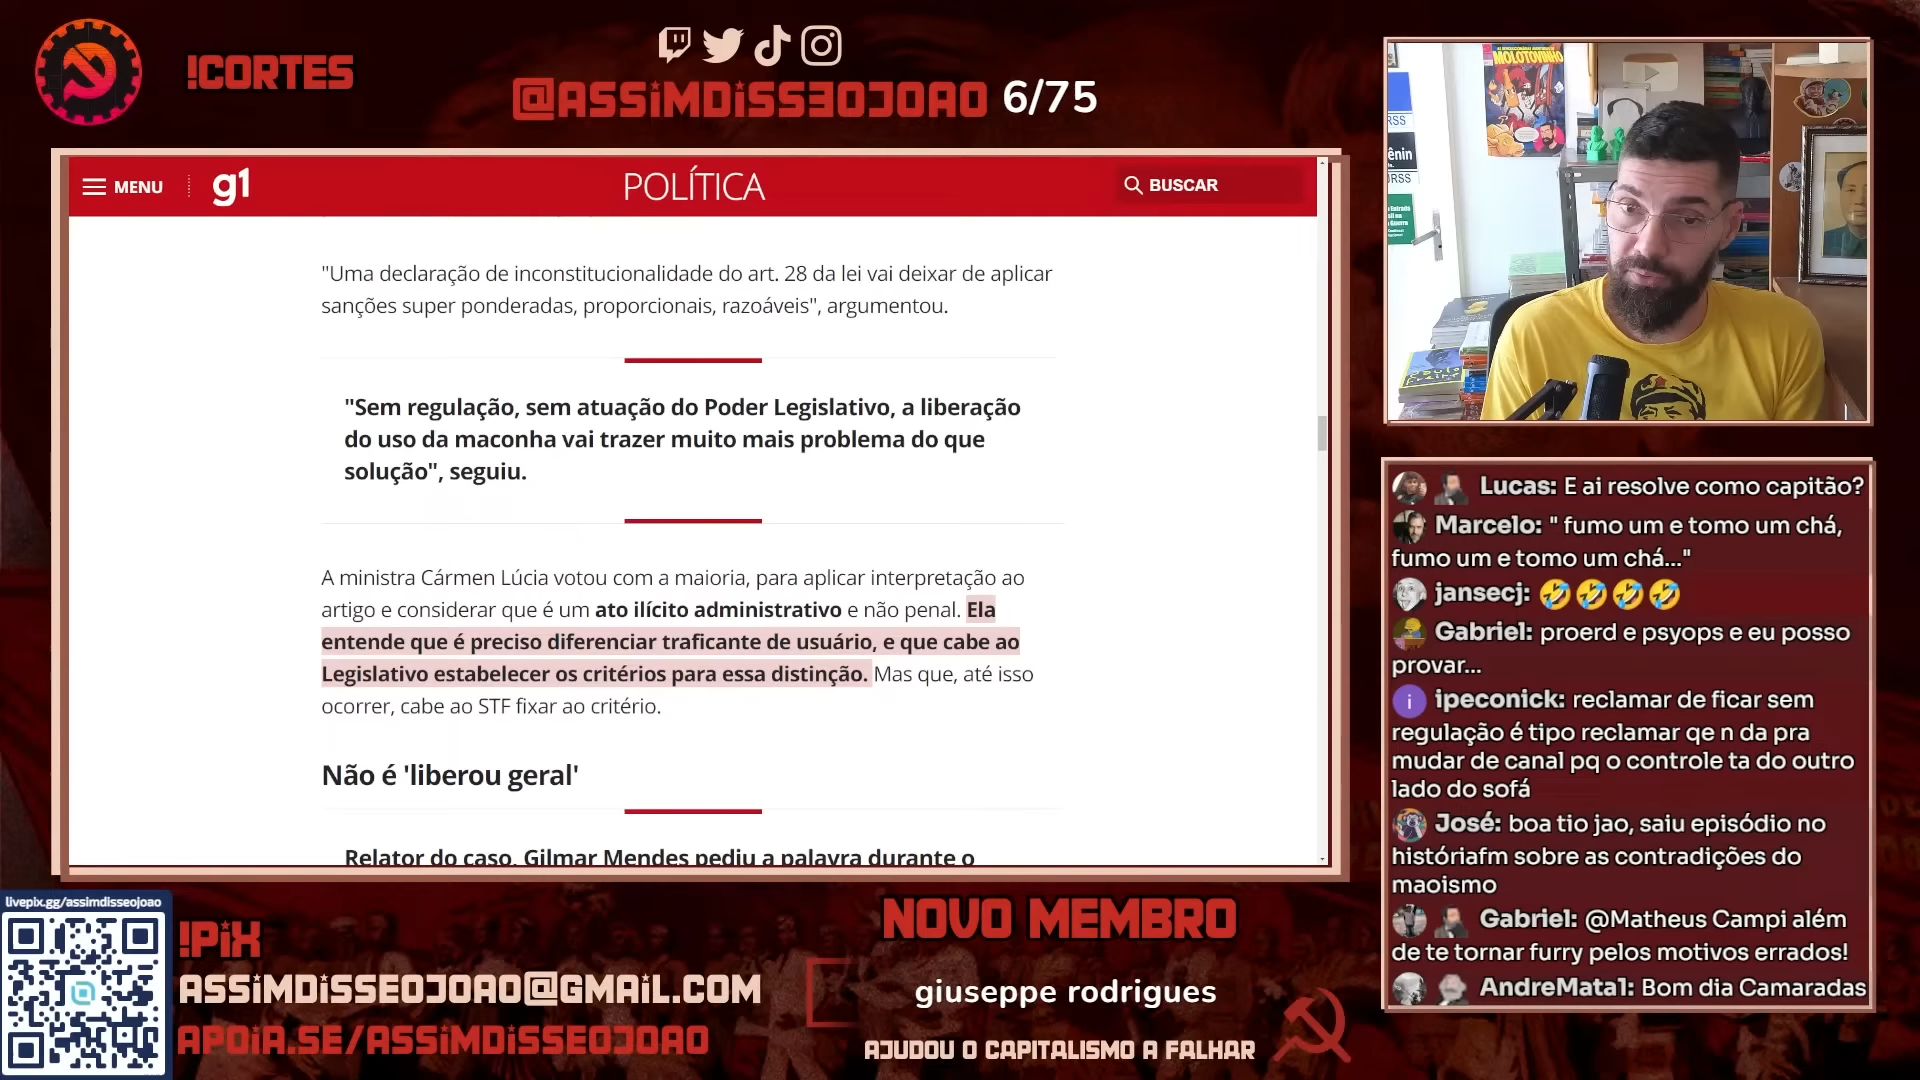 !CORTES
@ASSIMDISSEOJOAO 6/75
MENU
g1
POLÍTICA
BUSCAR
"Uma declaração de inconstitucionalidade do art. 28 da lei vai deixar de aplicar
sanções super ponderadas, proporcionais, razoáveis", argumentou.
"Sem regulação, sem atuação do Poder Legislativo, a liberação
do uso da maconha vai trazer muito mais problema do que
solução", seguiu.
A ministra Cármen Lúcia votou com a maioria, para aplicar interpretação ao
artigo e considerar que é um ato ilícito administrativo e não penal. Ela
entende que é preciso diferenciar traficante de usuário, e que cabe ao
Legislativo estabelecer os critérios para essa distinção. Mas que, até isso
ocorrer, cabe ao STF fixar ao critério.
Não é 'liberou geral'
Relator do caso, Gilmar Mendes pediu a palavra durante o
MOLOTOVINHO
RSS
ênin
RSS
Lucas: E ai resolve como capitão?
Marcelo: " fumo um e tomo um chá,
fumo um e tomo um chá..."
jansecj: 🤣🤣🤣🤣
Gabriel: proerd e psyops e eu posso
provar...
i ipeconick: reclamar de ficar sem
regulação é tipo reclamar qe n da pra
mudar de canal pq o controle ta do outro
lado do sofá
José: boa tio jao, saiu episódio no
históriafm sobre as contradições do
maoismo
Gabriel: @Matheus Campi além
de te tornar furry pelos motivos errados!
AndreMata1: Bom dia Camaradas
livepix.gg/assimdisseojoao
!PIX
ASSIMDISSEOJOAO@GMAIL.COM
APOIA.SE/ASSIMDISSEOJOAO
NOVO MEMBRO
giuseppe rodrigues
AJUDOU O CAPITALISMO A FALHAR